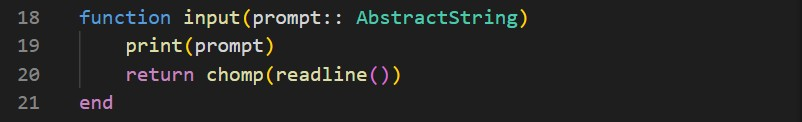 18 function input(prompt:: AbstractString)
19     print(prompt)
20     return chomp(readline())
21 end